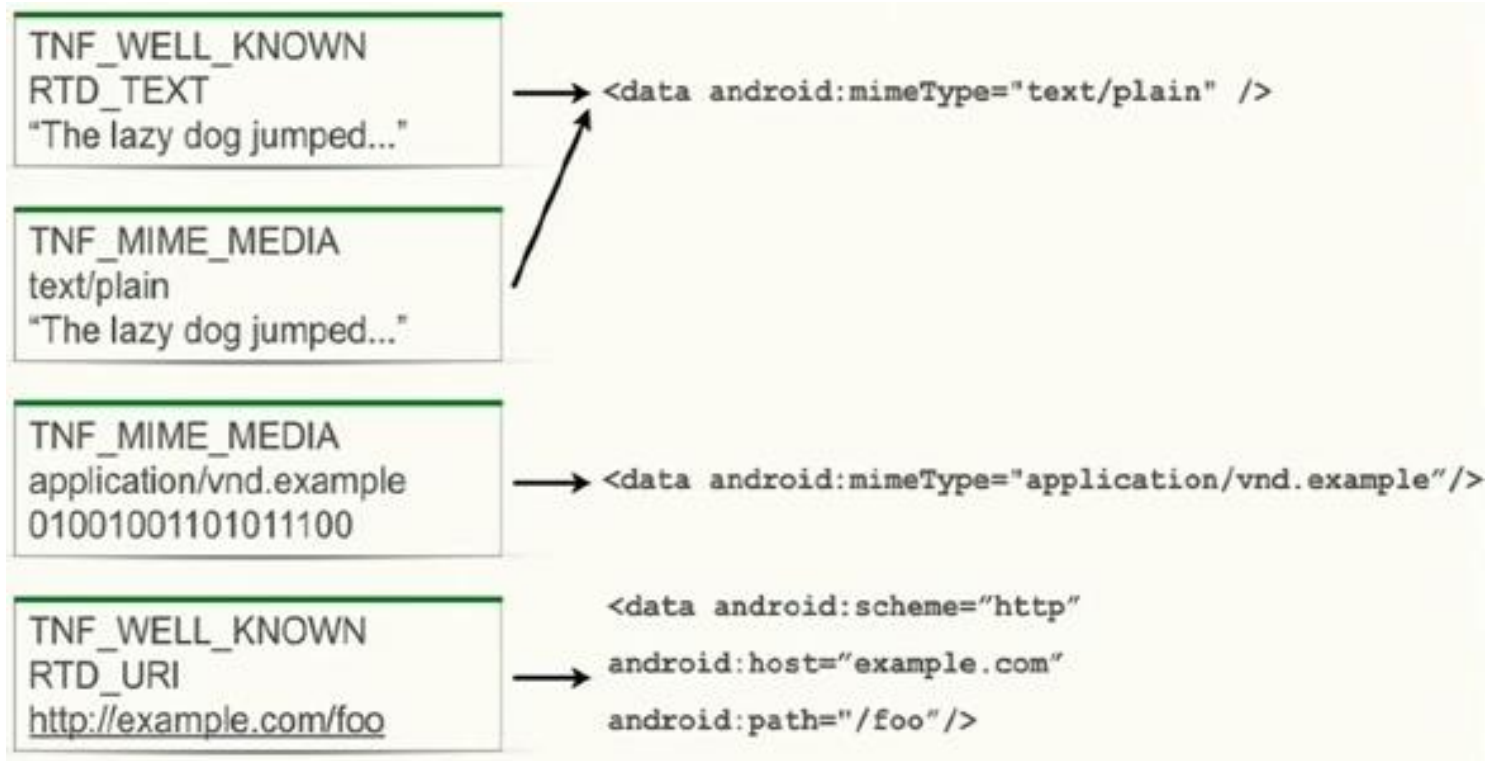 TNF_WELL_KNOWN
RTD_TEXT
“The lazy dog jumped...”
<data android:mimeType="text/plain" />
TNF_MIME_MEDIA
text/plain
“The lazy dog jumped...”
TNF_MIME_MEDIA
application/vnd.example
01001001101011100
<data android:mimeType="application/vnd.example”/>
TNF_WELL_KNOWN
RTD_URI
http://example.com/foo
<data android:scheme=”http”
android:host=”example.com”
android:path="/foo”/>